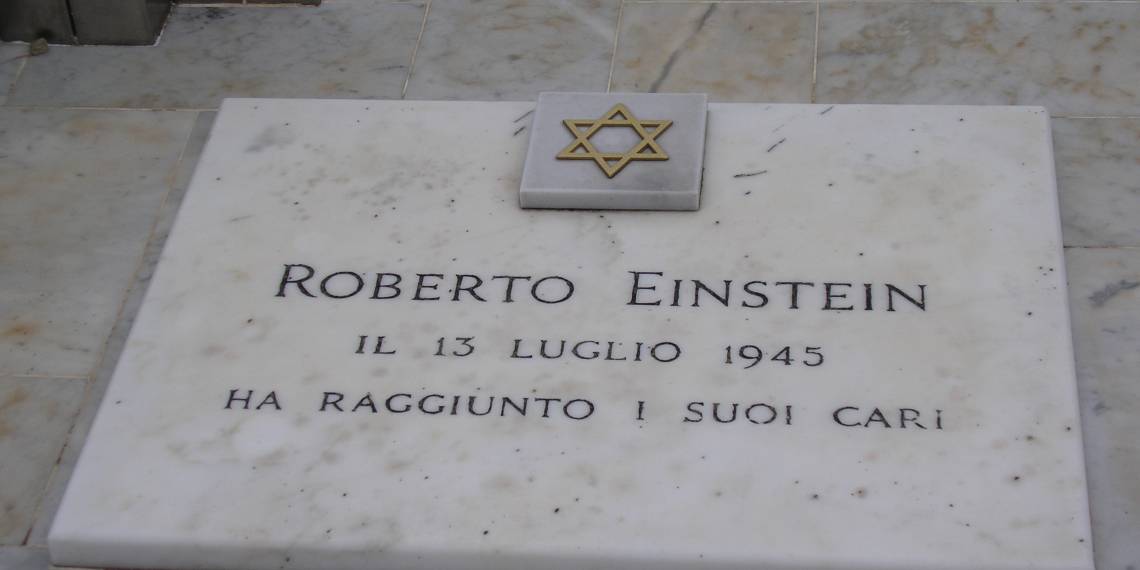 ROBERTO EINSTEIN
IL 13 LUGLIO 1945
HA RAGGIUNTO I SUOI CARI